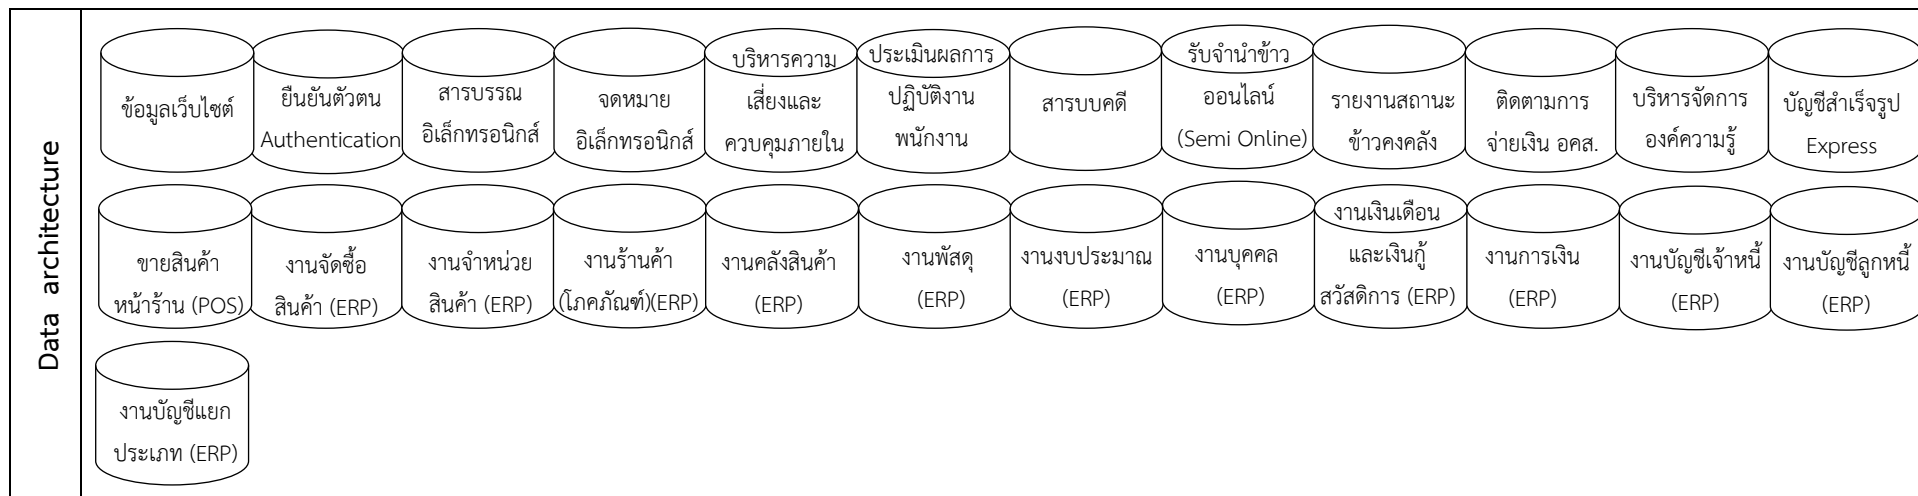 Data architecture
ข้อมูลเว็บไซต์
ยืนยันตัวตน
Authentication
สารบรรณ
อิเล็กทรอนิกส์
จดหมาย
อิเล็กทรอนิกส์
บริหารความ
เสี่ยงและ
ควบคุมภายใน
ประเมินผลการ
ปฏิบัติงาน
พนักงาน
สารบบคดี
รับจำนำข้าว
ออนไลน์
(Semi Online)
รายงานสถานะ
ข้าวคงคลัง
ติดตามการ
จ่ายเงิน อคส.
บริหารจัดการ
องค์ความรู้
บัญชีสำเร็จรูป
Express
ขายสินค้า
หน้าร้าน (POS)
งานจัดซื้อ
สินค้า (ERP)
งานจำหน่วย
สินค้า (ERP)
งานร้านค้า
(โภคภัณฑ์)(ERP)
งานคลังสินค้า
(ERP)
งานพัสดุ
(ERP)
งานงบประมาณ
(ERP)
งานบุคคล
(ERP)
งานเงินเดือน
และเงินกู้
สวัสดิการ (ERP)
งานการเงิน
(ERP)
งานบัญชีเจ้าหนี้
(ERP)
งานบัญชีลูกหนี้
(ERP)
งานบัญชีแยก
ประเภท (ERP)